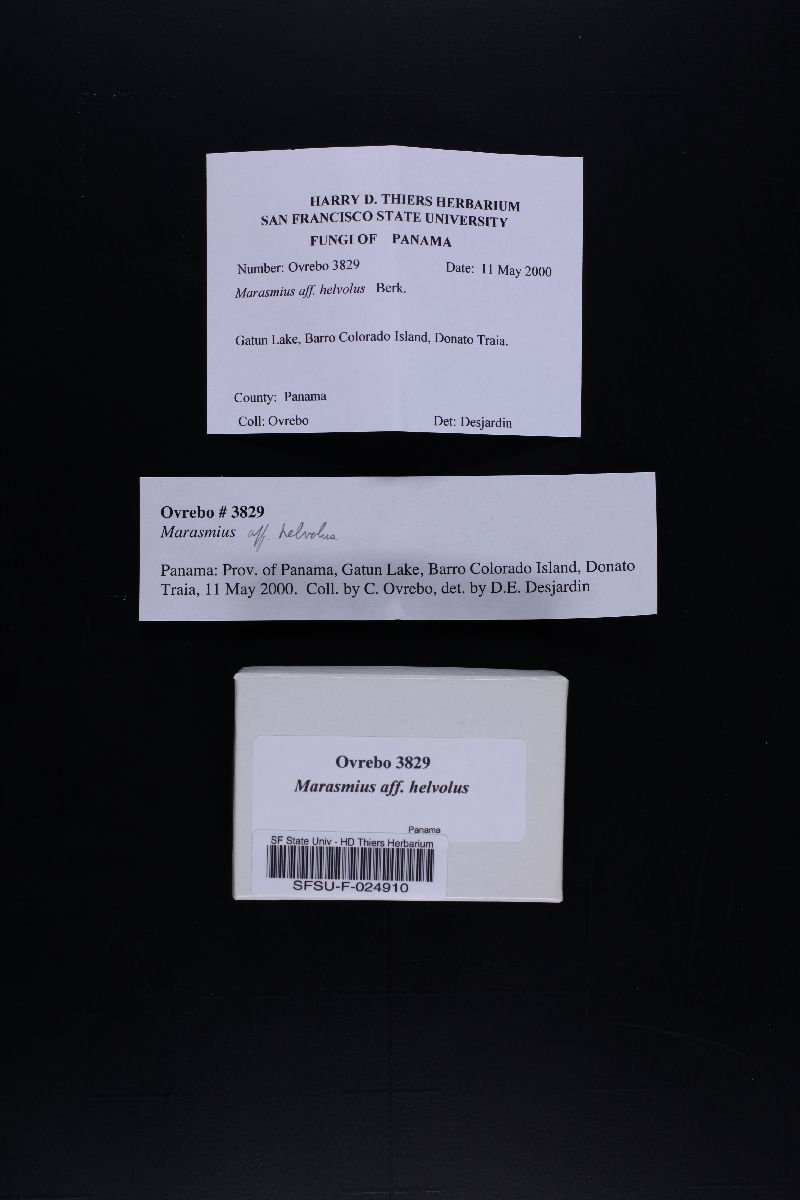 HARRY D. THIERS HERBARIUM
SAN FRANCISCO STATE UNIVERSITY
FUNGI OF PANAMA
Number: Ovrebo 3829 Date: 11 May 2000
Marasmius aff. helvolus Berk.
Gatun Lake, Barro Colorado Island, Donato Traia.
County: Panama
Coll: Ovrebo Det: Desjardin
Ovrebo # 3829
Marasmius aff. helvolus
Panama: Prov. of Panama, Gatun Lake, Barro Colorado Island, Donato
Traia, 11 May 2000. Coll. by C. Ovrebo, det. by D.E. Desjardin
Ovrebo 3829
Marasmius aff. helvolus
Panama
SF State Univ - HD Thiers Herbarium
SFSU-F-024910